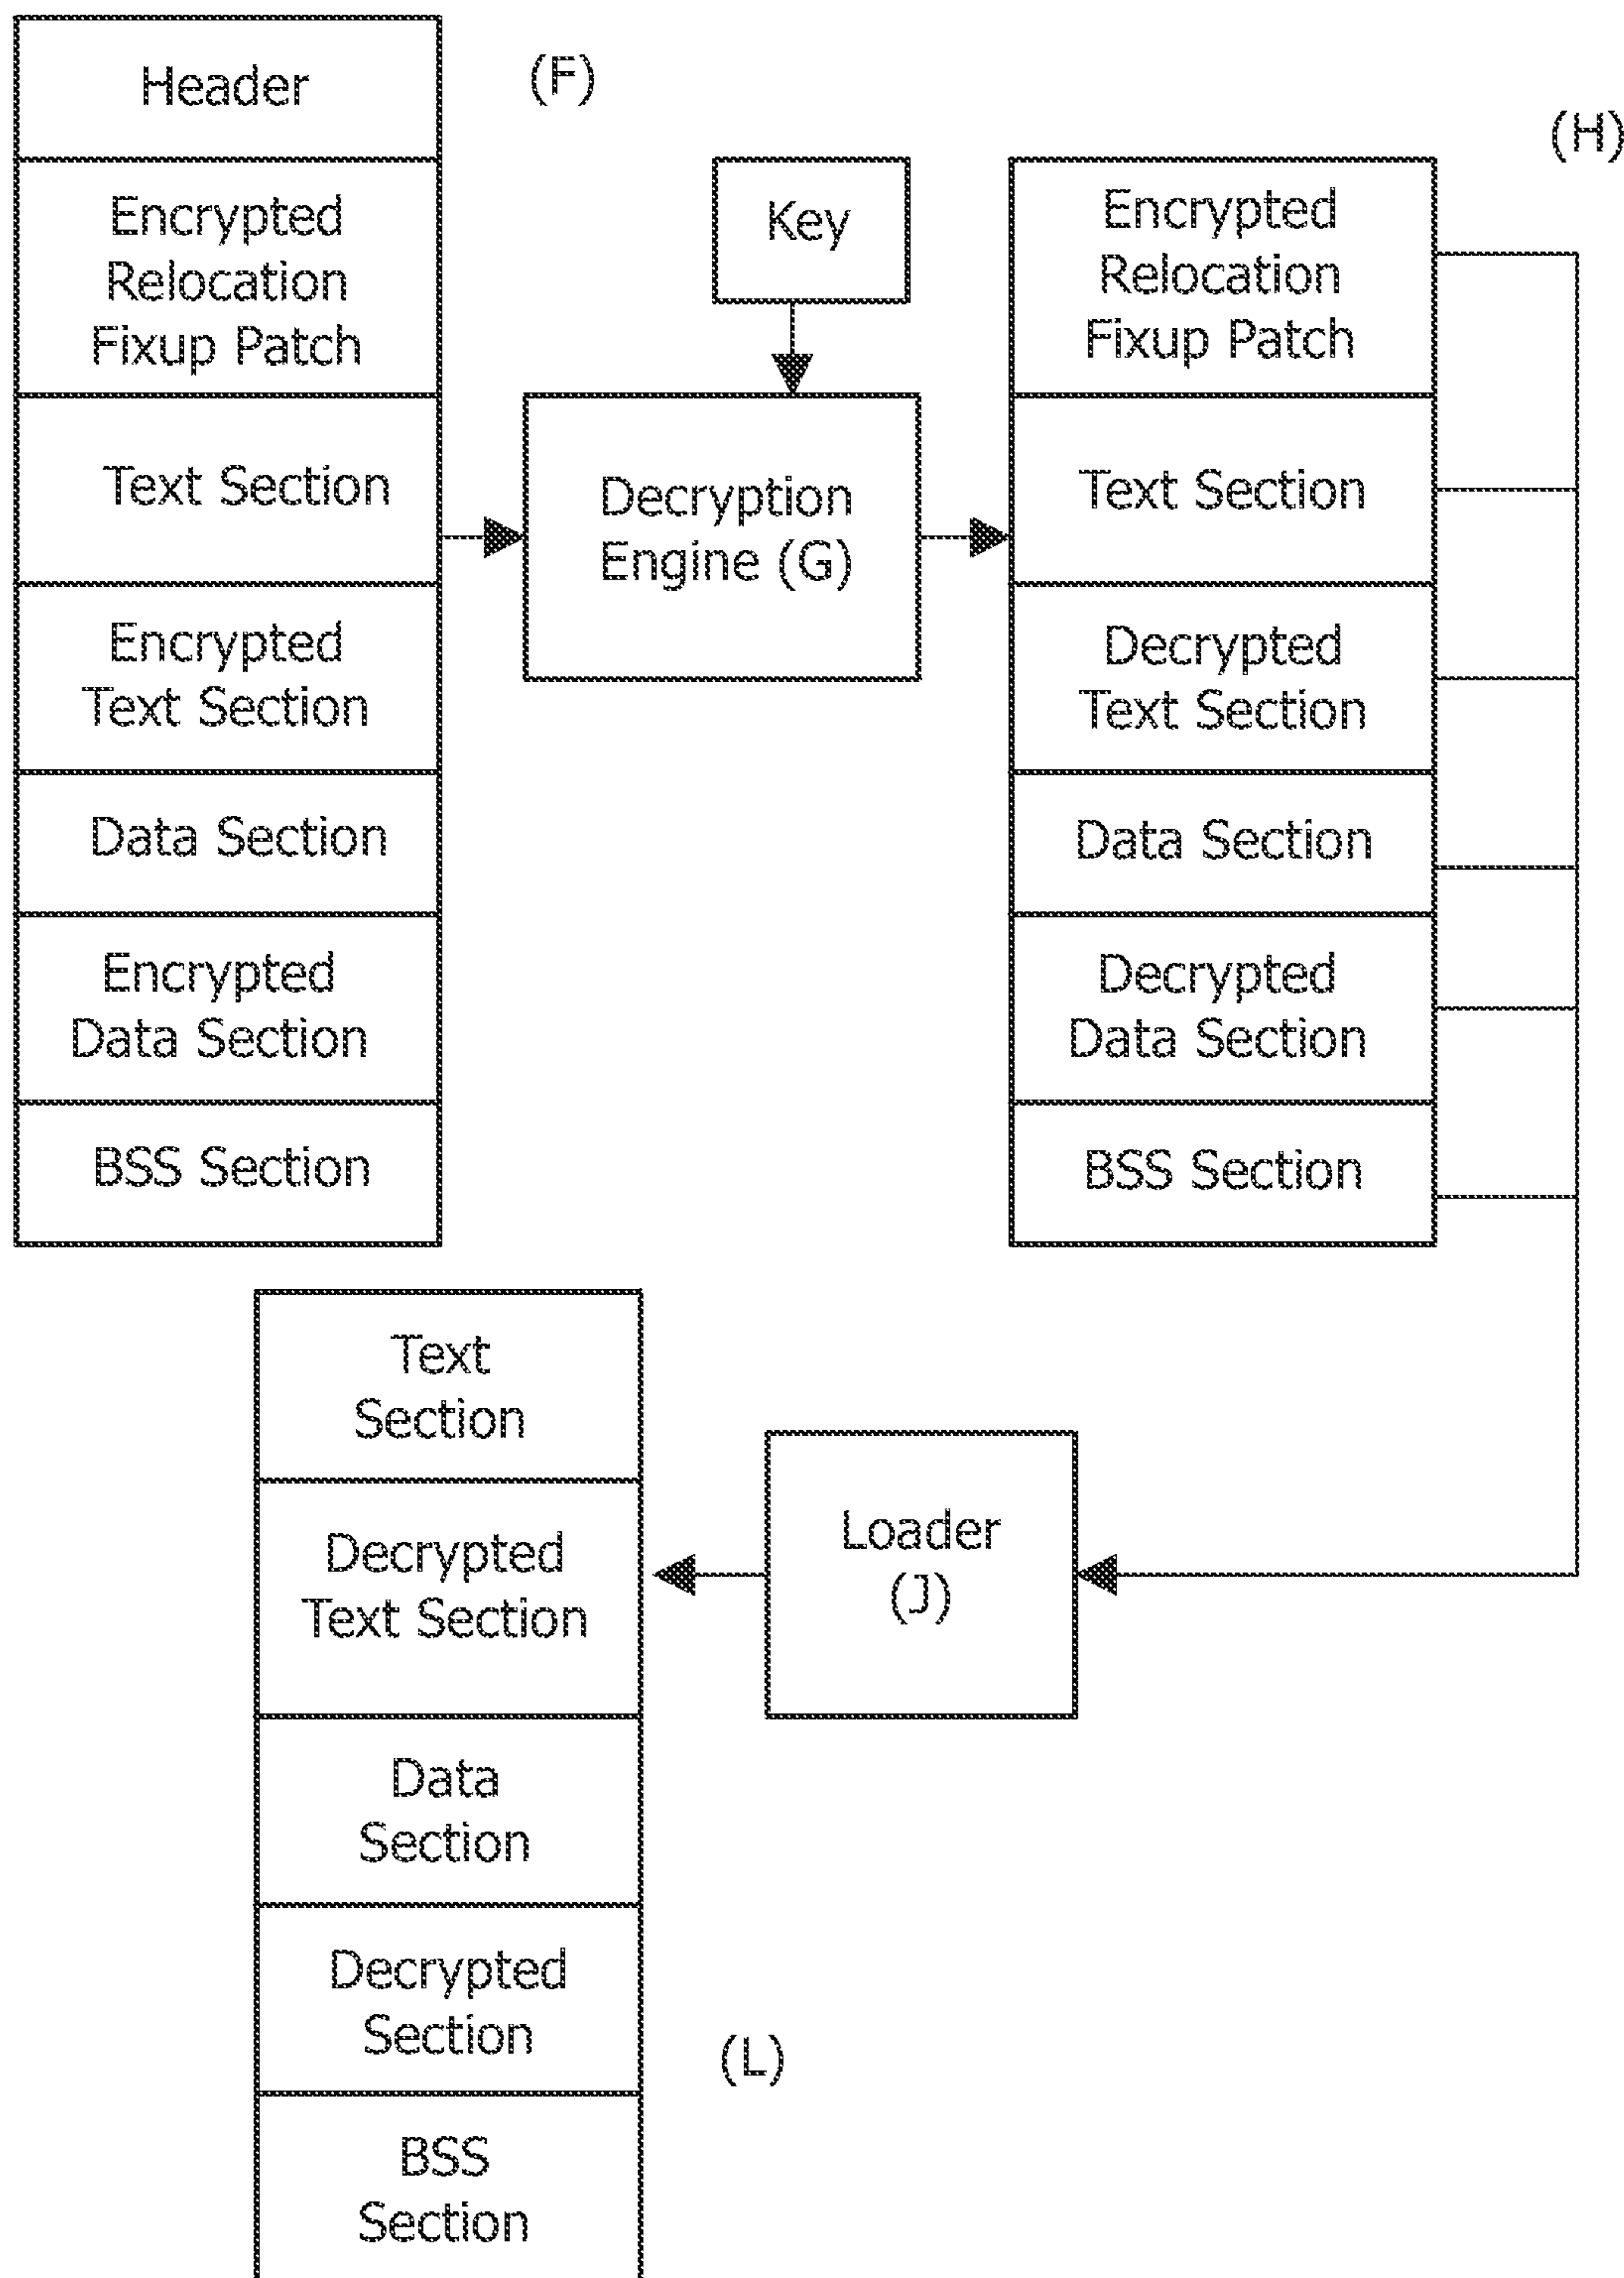 Header
(F)
(H)
Encrypted
Relocation
Fixup Patch
Key
Encrypted
Relocation
Fixup Patch
Text Section
Decryption
Engine (G)
Text Section
Encrypted
Text Section
Decrypted
Text Section
Data Section
Data Section
Encrypted
Data Section
Decrypted
Data Section
BSS Section
BSS Section
Text
Section
Decrypted
Text Section
Loader
(J)
Data
Section
Decrypted
Section
(L)
BSS
Section